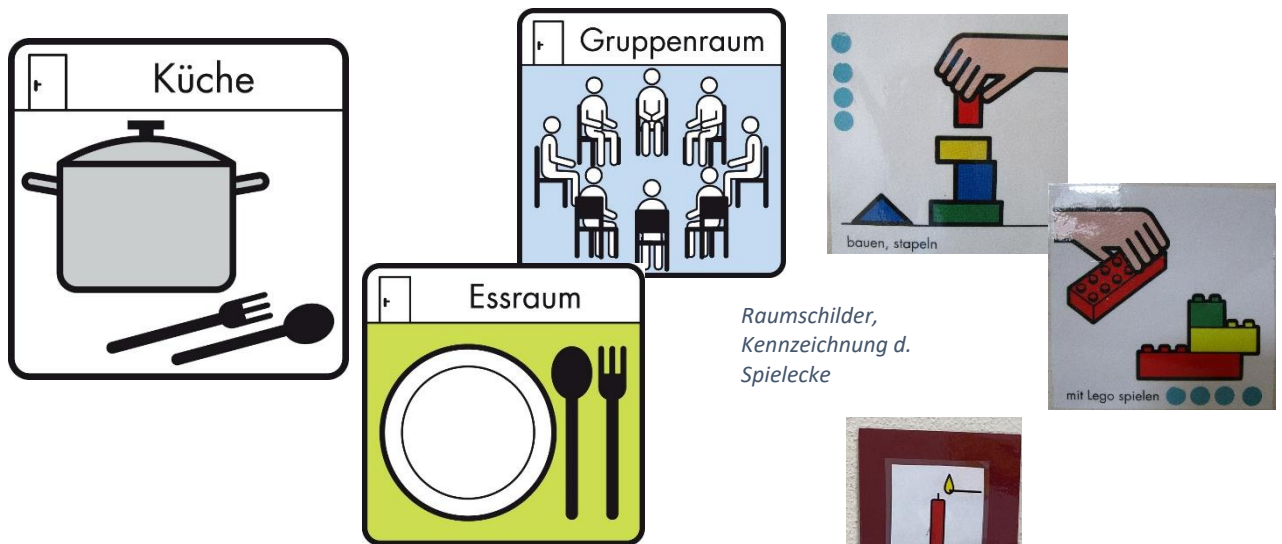 Küche
Gruppenraum
Essraum
bauen, stapeln
Raumschilder,
Kennzeichnung d.
Spielecke
mit Lego spielen